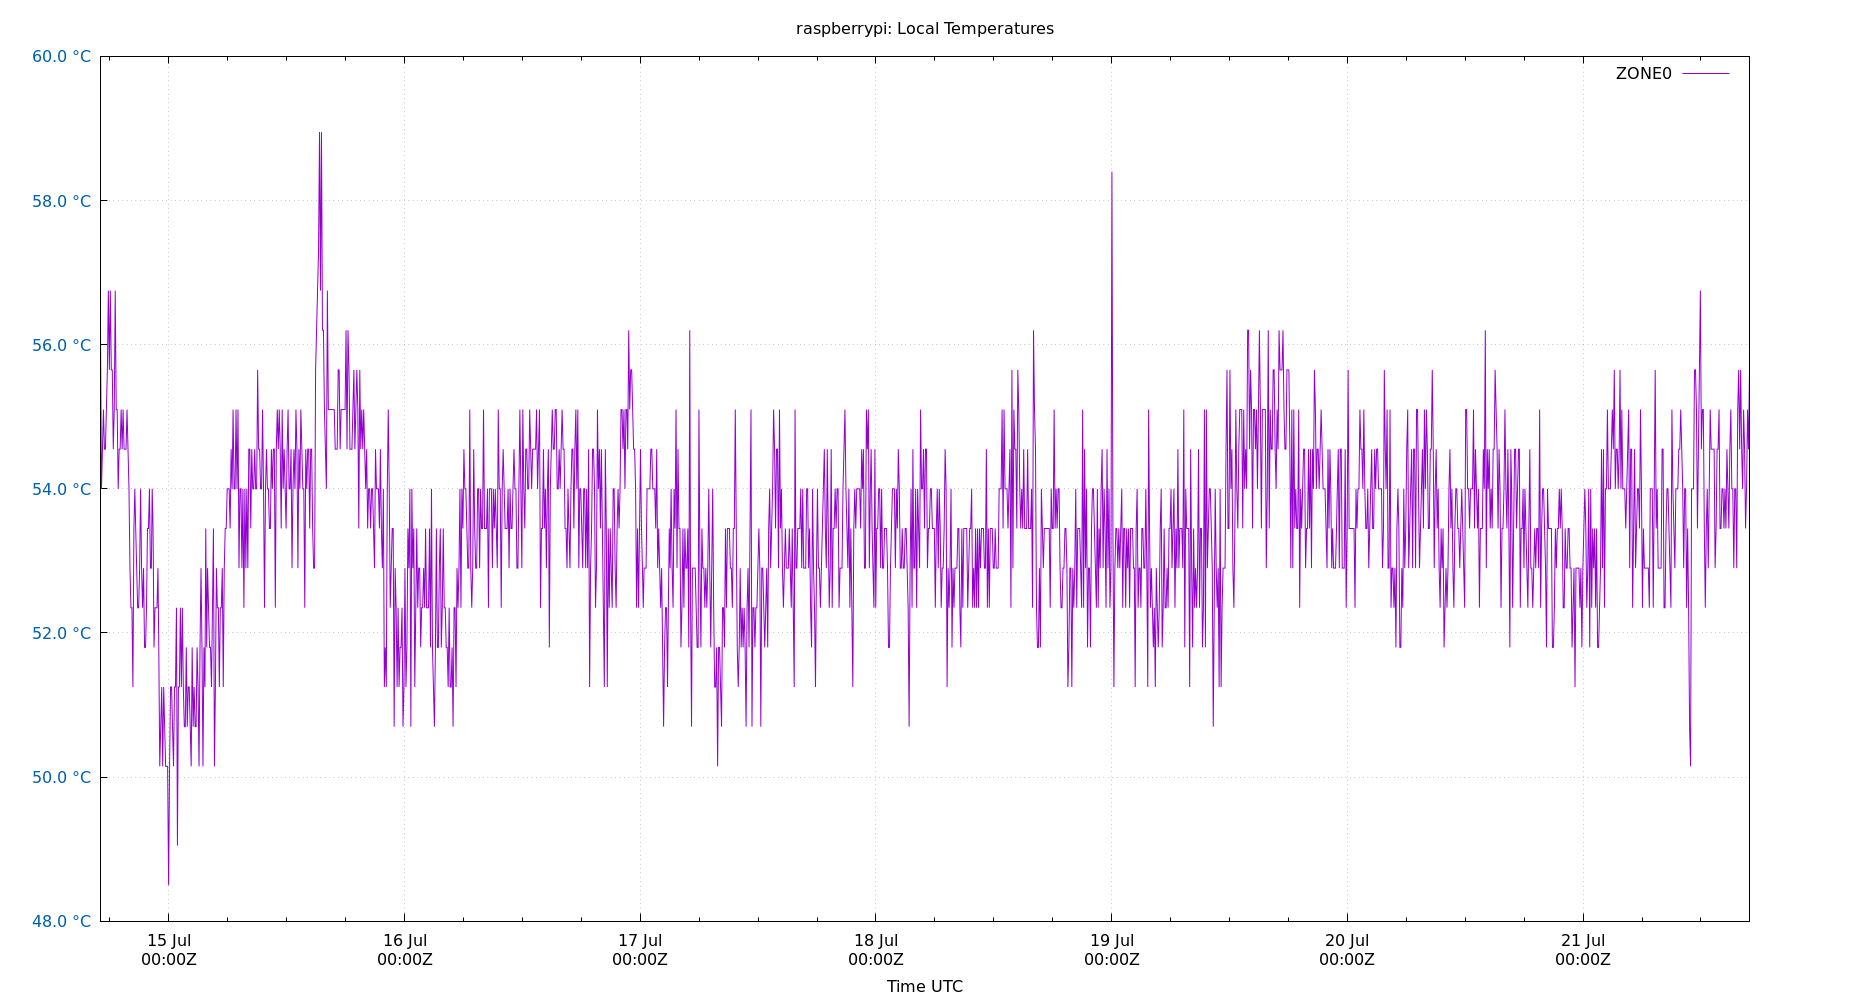 raspberrypi: Local Temperatures
60.0 °C
ZONE0
58.0 °C
56.0 °C
54.0 °C
52.0 °C
50.0 °C
48.0 °C
15 Jul 16 Jul 17 Jul 18 Jul 19 Jul 20 Jul 21 Jul
00:00Z 00:00Z 00:00Z 00:00Z 00:00Z 00:00Z 00:00Z
Time UTC